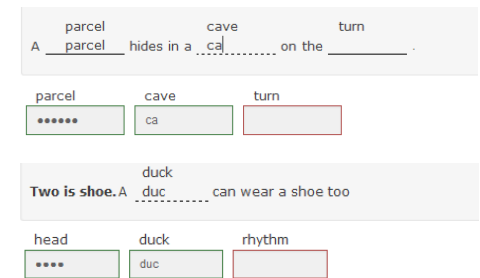 parcel cave turn
A parcel hides in a ca on the ________ .
parcel cave turn
•••••• ca
duck
Two is shoe. A duc can wear a shoe too
head duck rhythm
•••• duc